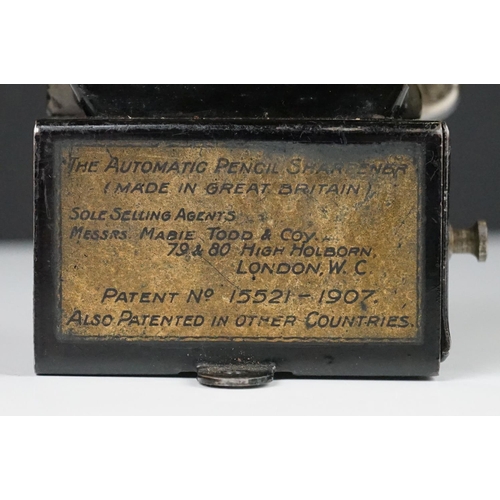 THE AUTOMATIC PENCIL SHARPENER
(MADE IN GREAT BRITAIN)
SOLE SELLING AGENTS
MESSRS. MABIE TODD & COY.
79 & 80 HIGH HOLBORN,
LONDON, W. C.
PATENT NO 15521-1907.
ALSO PATENTED IN OTHER COUNTRIES.